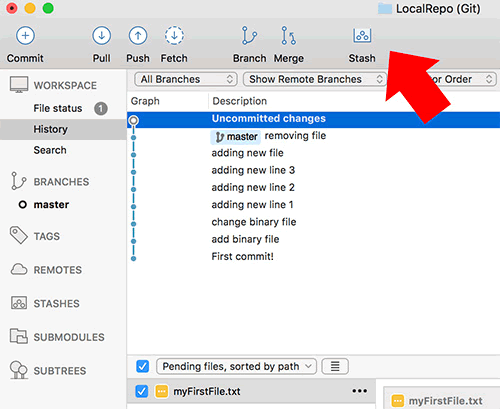 LocalRepo (Git)
Commit Pull Push Fetch Branch Merge Stash
All Branches Show Remote Branches or Order
WORKSPACE
File status 1
History
Search
BRANCHES
master
TAGS
REMOTES
STASHES
SUBMODULES
SUBTREES
Graph Description
Uncommitted changes
master removing file
adding new file
adding new line 3
adding new line 2
adding new line 1
change binary file
add binary file
First commit!
Pending files, sorted by path
myFirstFile.txt
myFirstFile.txt